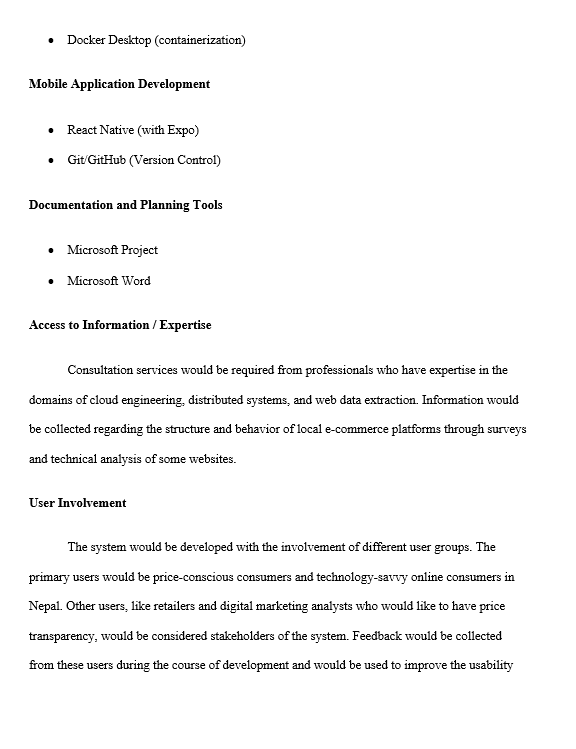 • Docker Desktop (containerization)
Mobile Application Development
• React Native (with Expo)
• Git/GitHub (Version Control)
Documentation and Planning Tools
• Microsoft Project
• Microsoft Word
Access to Information / Expertise
Consultation services would be required from professionals who have expertise in the
domains of cloud engineering, distributed systems, and web data extraction. Information would
be collected regarding the structure and behavior of local e-commerce platforms through surveys
and technical analysis of some websites.
User Involvement
The system would be developed with the involvement of different user groups. The
primary users would be price-conscious consumers and technology-savvy online consumers in
Nepal. Other users, like retailers and digital marketing analysts who would like to have price
transparency, would be considered stakeholders of the system. Feedback would be collected
from these users during the course of development and would be used to improve the usability